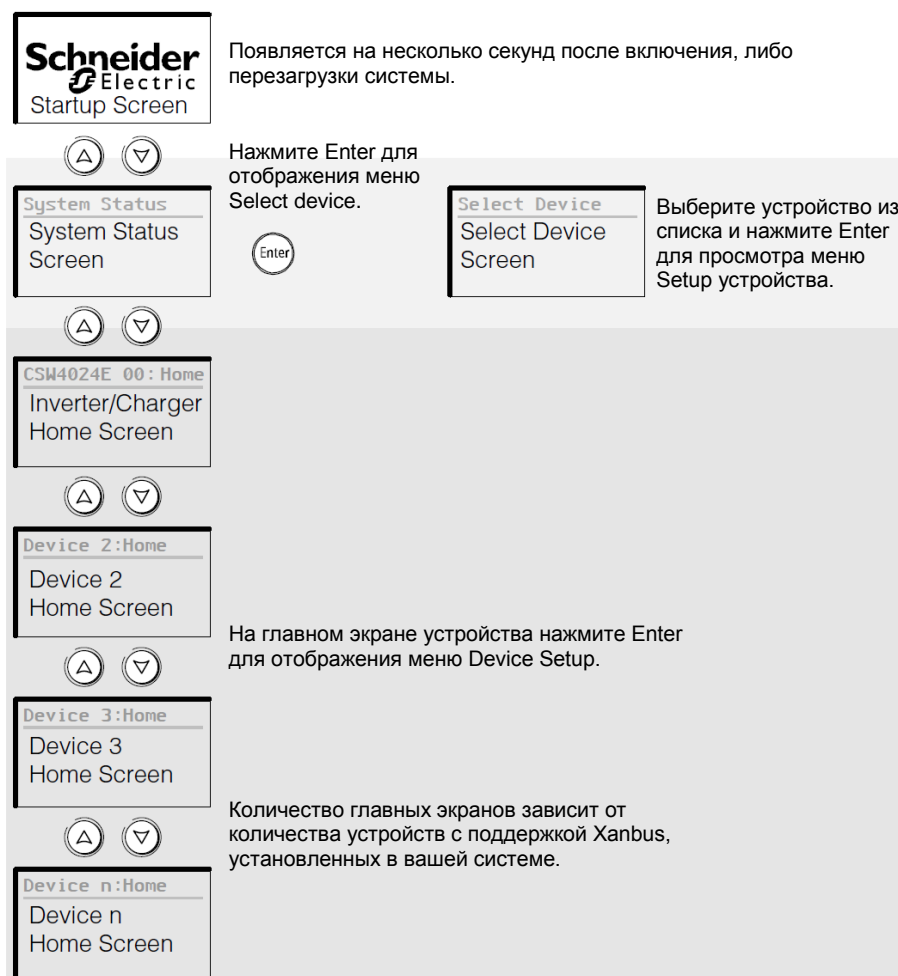 Schneider
Electric
Startup Screen
Появляется на несколько секунд после включения, либо
перезагрузки системы.
Нажмите Enter для
отображения меню
Select device.
System Status
System Status
Screen
Enter
Select Device
Select Device
Screen
Выберите устройство из
списка и нажмите Enter
для просмотра меню
Setup устройства.
CSW4024E 00: Home
Inverter/Charger
Home Screen
Device 2:Home
Device 2
Home Screen
На главном экране устройства нажмите Enter
для отображения меню Device Setup.
Device 3:Home
Device 3
Home Screen
Количество главных экранов зависит от
количества устройств с поддержкой Xanbus,
установленных в вашей системе.
Device n:Home
Device n
Home Screen